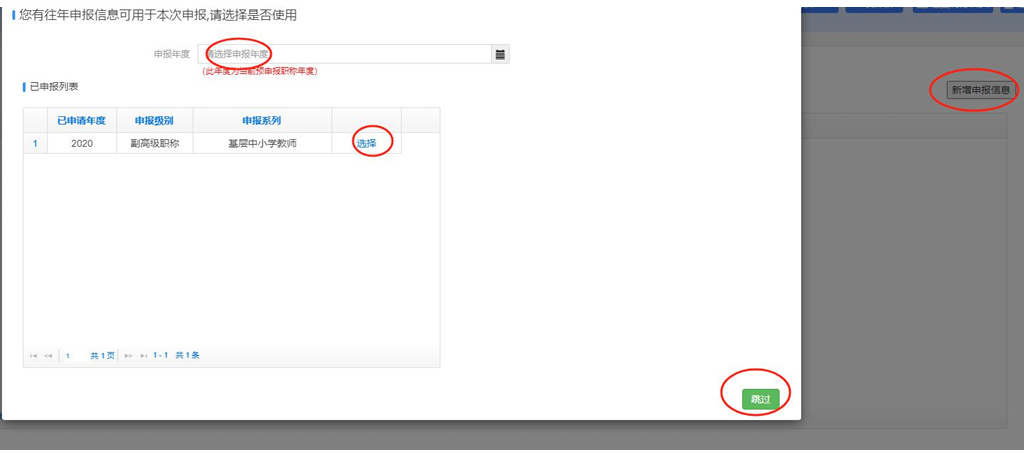 您有往年申报信息可用于本次申报,请选择是否使用
申报年度 请选择申报年度
（此年度为当前预申报职称年度）
新增申报信息
已申报列表
已申请年度 申报级别 申报系列
1 2020 副高级职称 基层中小学教师 选择
1 共 1 页 1 - 1 共 1 条
跳过